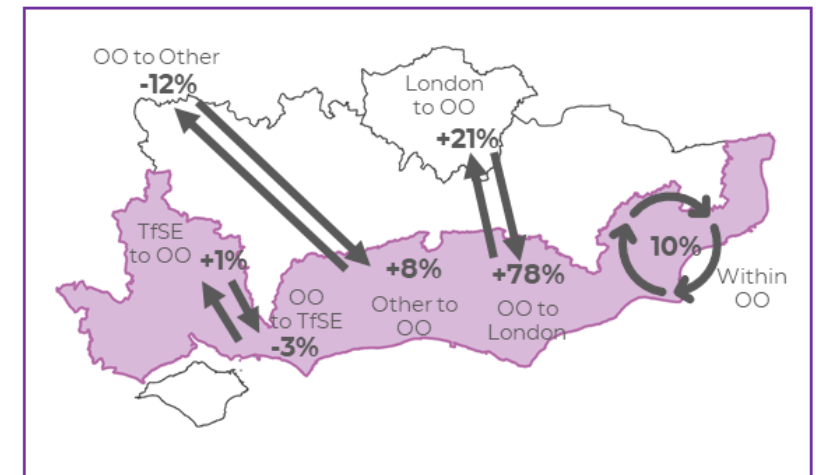 OO to Other
-12%
London
to OO
+21%
TfSE
to OO
+1%
OO
to TfSE
-3%
+8%
Other to
OO
+78%
OO to
London
10%
Within
OO